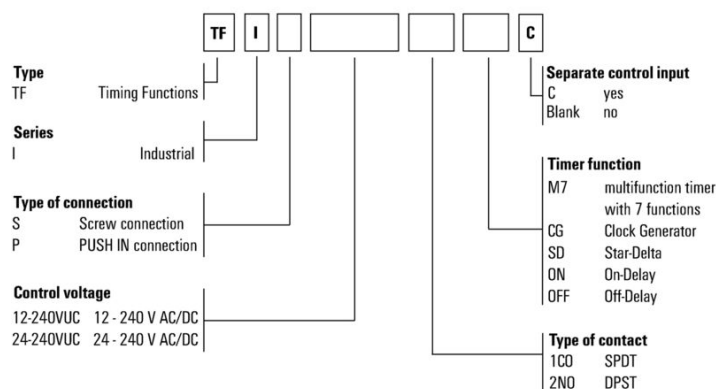 TF I C
Type
TF Timing Functions
Series
I Industrial
Type of connection
S Screw connection
P PUSH IN connection
Control voltage
12-240VUC 12 - 240 V AC/DC
24-240VUC 24 - 240 V AC/DC
Separate control input
C yes
Blank no
Timer function
M7 multifunction timer
with 7 functions
CG Clock Generator
SD Star-Delta
ON On-Delay
OFF Off-Delay
Type of contact
1CO SPDT
2NO DPST